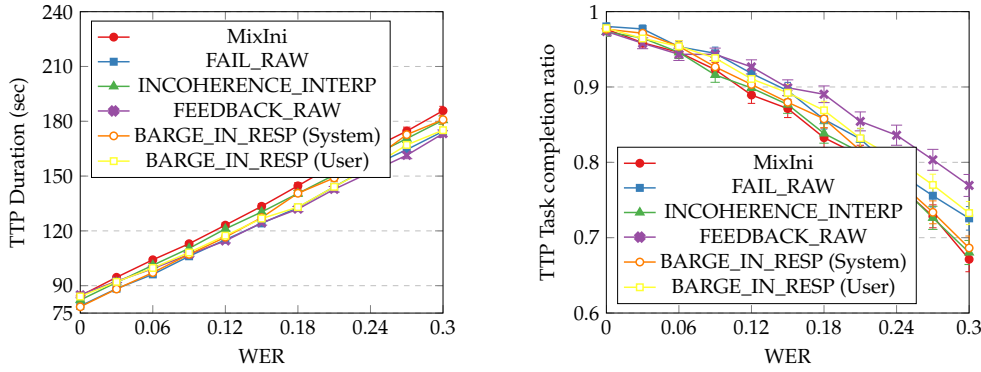 TTP Duration (sec)
240
210
180
150
120
90
75
MixIni
FAIL_RAW
INCOHERENCE_INTERP
FEEDBACK_RAW
BARGE_IN_RESP (System)
BARGE_IN_RESP (User)
0 0.06 0.12 0.18 0.24 0.3
WER
TTP Task completion ratio
1
0.9
0.8
0.7
0.6
MixIni
FAIL_RAW
INCOHERENCE_INTERP
FEEDBACK_RAW
BARGE_IN_RESP (System)
BARGE_IN_RESP (User)
0 0.06 0.12 0.18 0.24 0.3
WER